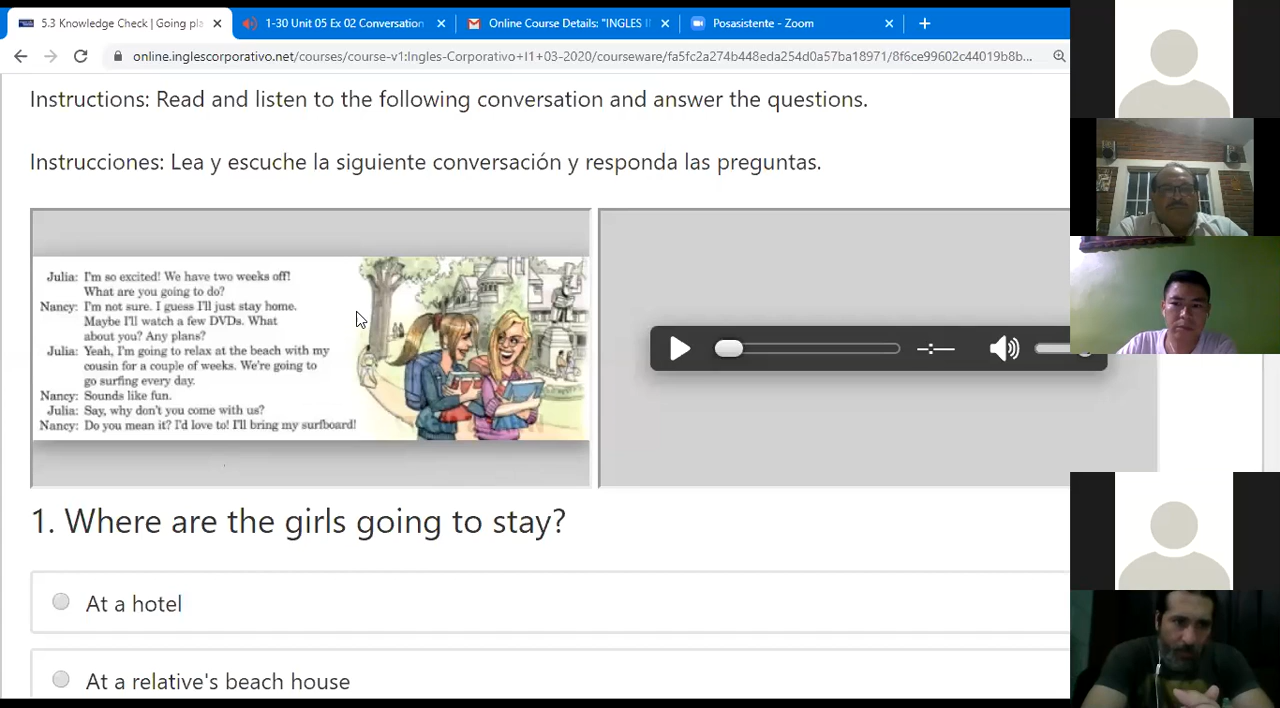 5.3 Knowledge Check | Going pla
1-30 Unit 05 Ex 02 Conversation
Online Course Details: "INGLES I
Posasistente - Zoom
online.inglescorporativo.net/courses/course-v1:Ingles-Corporativo+I1+03-2020/courseware/fa5fc2a274b448eda254d0a57ba18971/8f6ce99602c44019b8b...
Instructions: Read and listen to the following conversation and answer the questions.
Instrucciones: Lea y escuche la siguiente conversación y responda las preguntas.
Julia: I'm so excited! We have two weeks off!
What are you going to do?
Nancy: I'm not sure. I guess I'll just stay home.
Maybe I'll watch a few DVDs. What
about you? Any plans?
Julia: Yeah, I'm going to relax at the beach with my
cousin for a couple of weeks. We're going to
go surfing every day.
Nancy: Sounds like fun.
Julia: Say, why don't you come with us?
Nancy: Do you mean it? I'd love to! I'll bring my surfboard!
-:-
1. Where are the girls going to stay?
At a hotel
At a relative's beach house